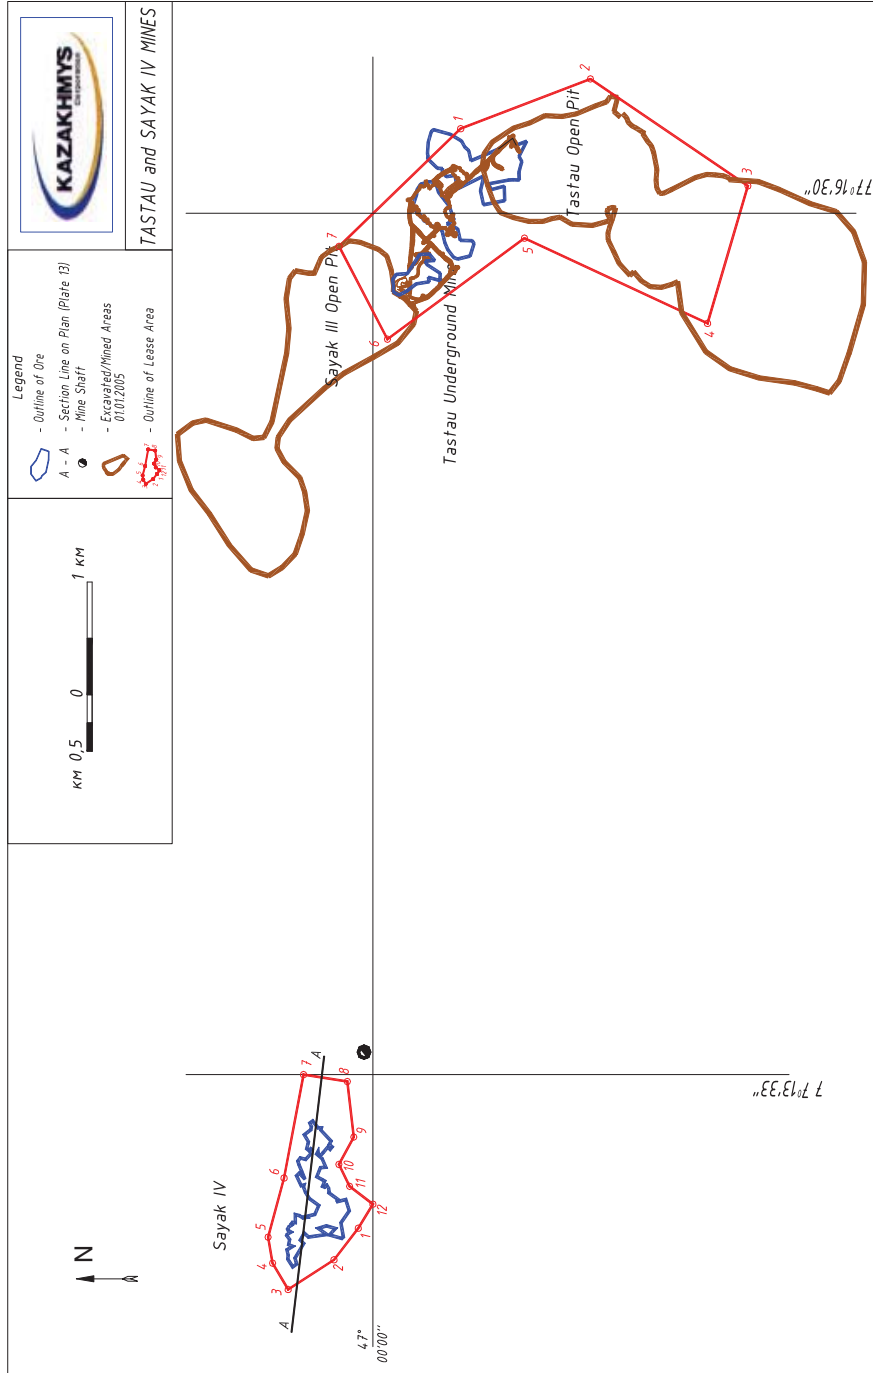 KAZAKHMYS
Corporation
TASTAU and SAYAK IV MINES
Legend
- Outline of Ore
A - A - Section Line on Plan (Plate 13)
- Mine Shaft
- Excavated/Mined Areas
01.01.2005
- Outline of Lease Area
км 0,5 0 1 км
N
Sayak IV
A
A
1
2
3
4
5
6
7
8
9
10
11
12
47°
00'00"
77°13'33"
Sayak III Open Pit
Tastau Underground Mine
Tastau Open Pit
1
2
3
4
5
6
7
77°16'30"